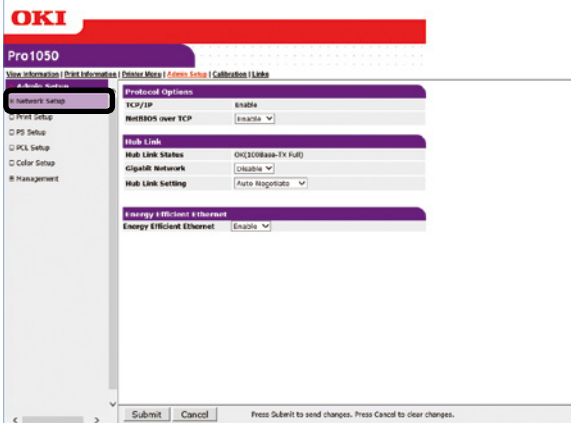 OKI
Pro1050
View Information | Print Information | Printer Menu | Admin Setup | Calibration | Links
Admin Setup
Network Setup
Print Setup
PS Setup
PCL Setup
Color Setup
Management
Protocol Options
TCP/IP Enable
NetBIOS over TCP Enable
Hub Link
Hub Link Status OK(100Base-TX Full)
Gigabit Network Disable
Hub Link Setting Auto Negotiate
Energy Efficient Ethernet
Energy Efficient Ethernet Enable
Submit Cancel Press Submit to send changes. Press Cancel to clear changes.